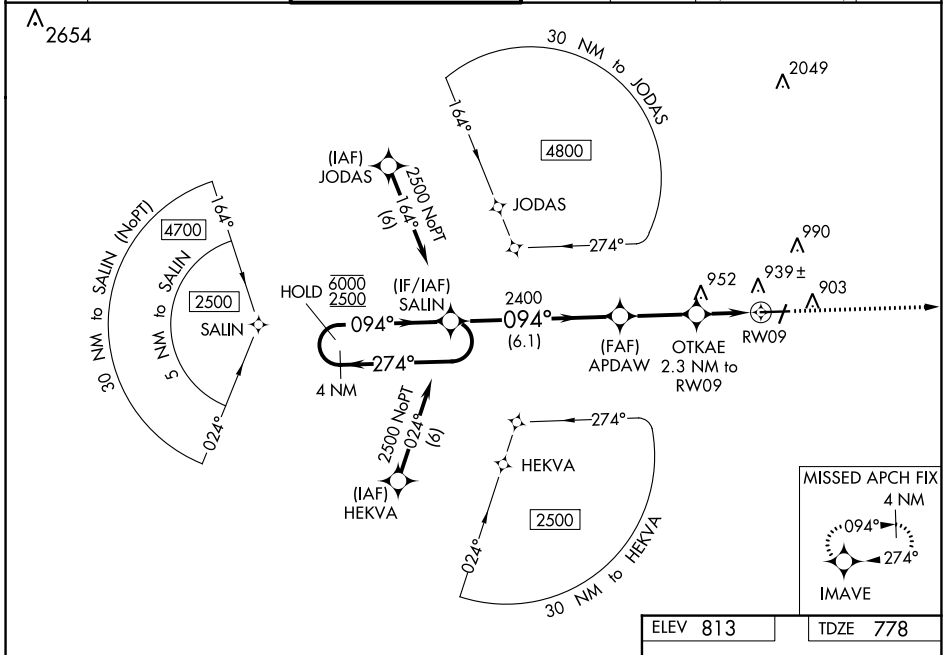 2654
2049
30 NM to JODAS
164°
4800
JODAS
274°
(IAF)
JODAS
2500 NoPT
164°
(6)
30 NM to SALIN (NoPT)
164°
4700
5 NM to SALIN
2500
SALIN
024°
HOLD 6000
2500
(IF/IAF)
SALIN
094°
274°
4 NM
2400
094°
(6.1)
(FAF)
APDAW
952
OTKAE
2.3 NM to
RW09
990
939±
903
RW09
2500 NoPT
024°
(6)
(IAF)
HEKVA
274°
HEKVA
2500
024°
30 NM to HEKVA
MISSED APCH FIX
4 NM
094°
274°
IMAVE
ELEV 813
TDZE 778